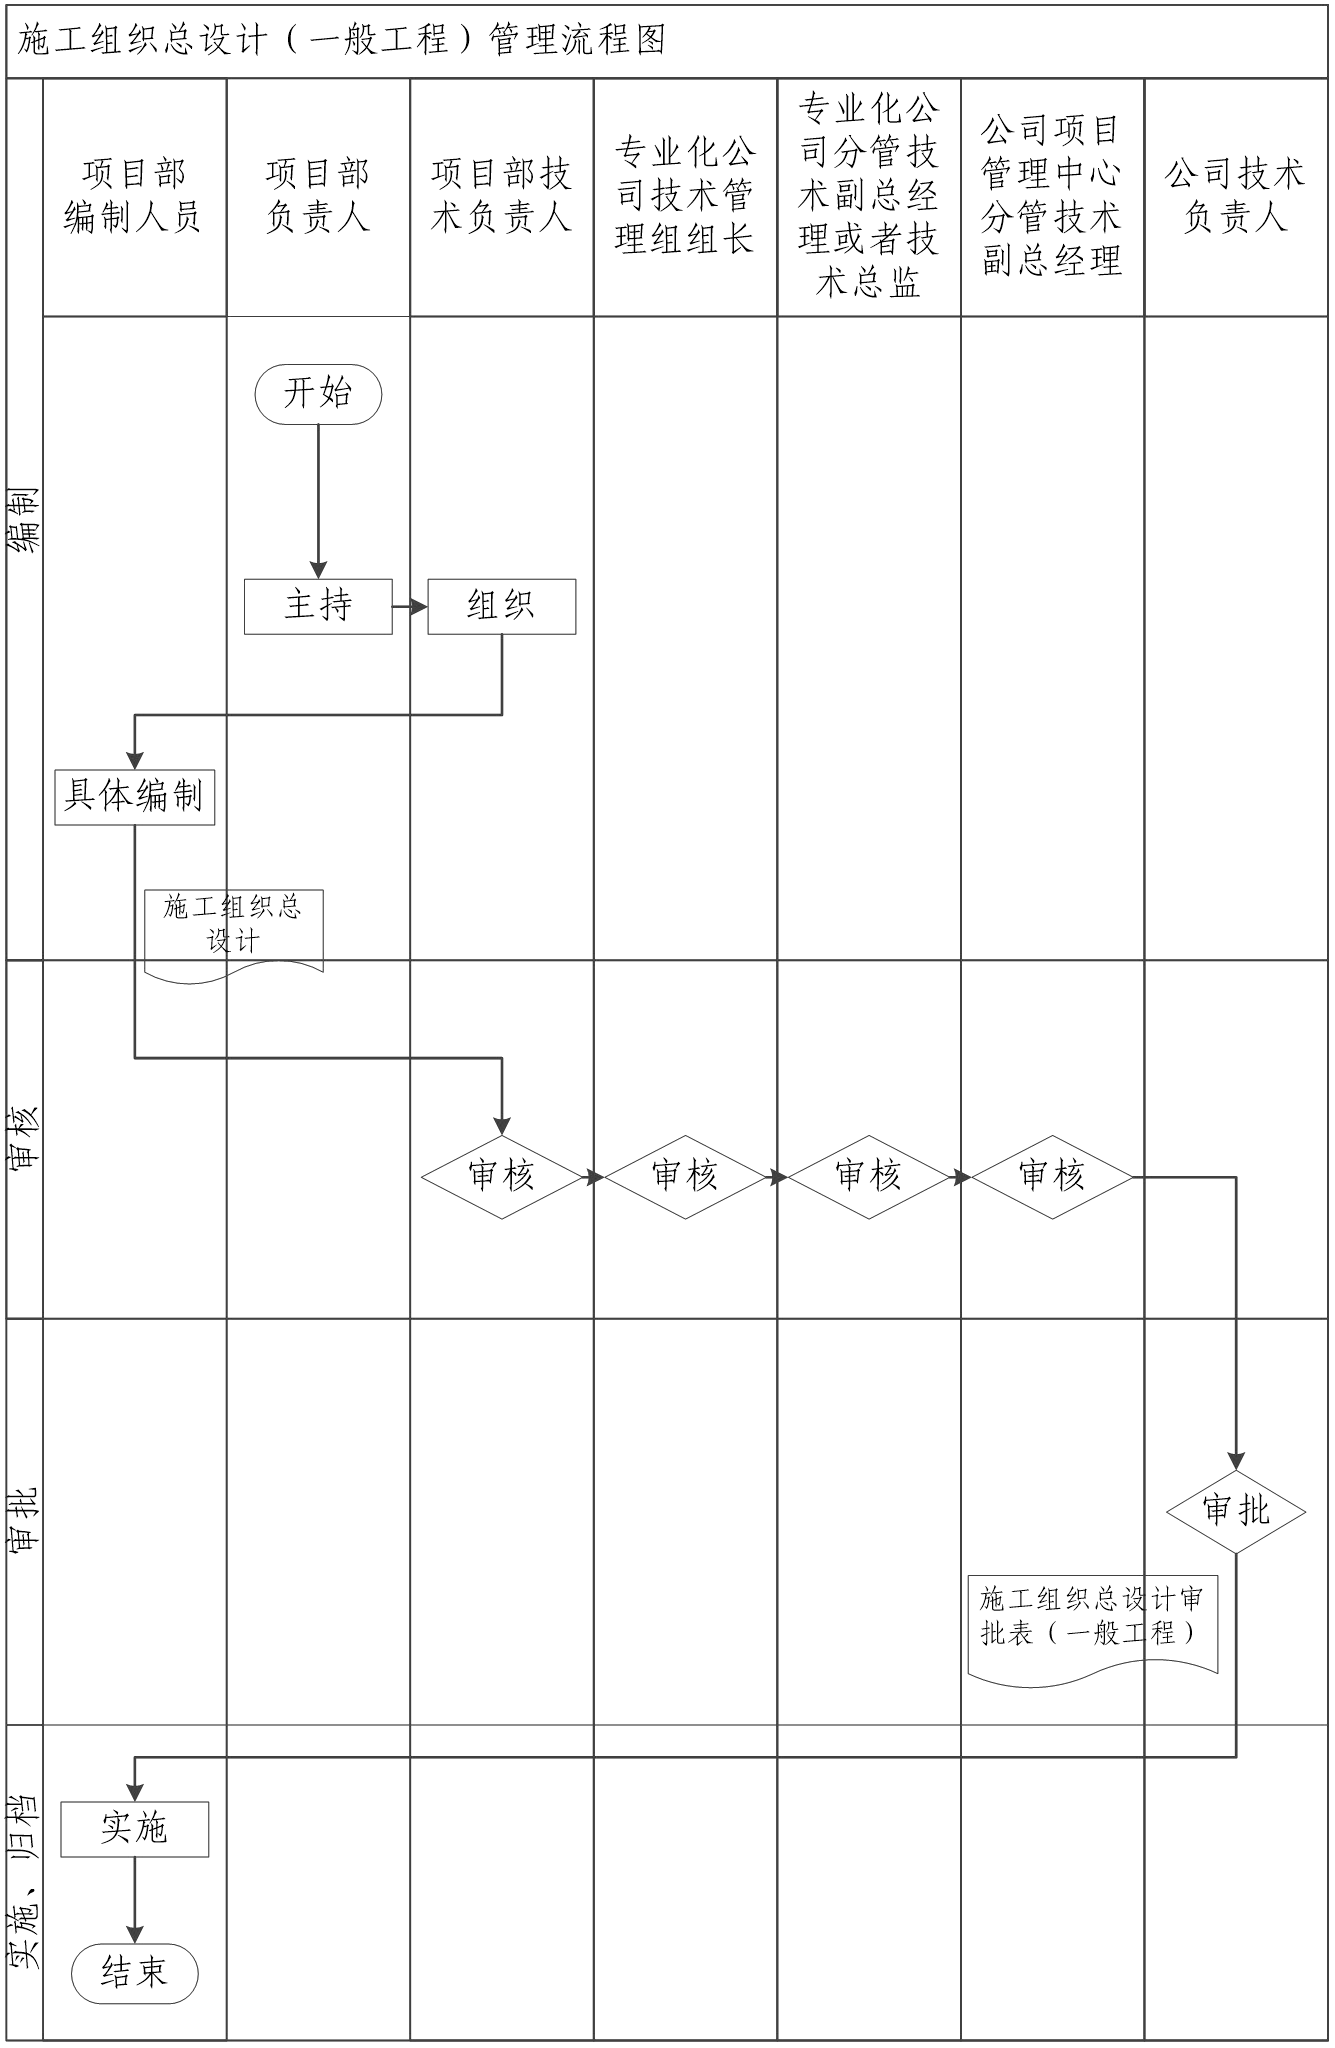 施工组织总设计（一般工程）管理流程图
项目部
编制人员
项目部
负责人
项目部技
术负责人
专业化公
司技术管
理组组长
专业化公
司分管技
术副总经
理或者技
术总监
公司项目
管理中心
分管技术
副总经理
公司技术
负责人
编制
开始
主持
组织
具体编制
施工组织总
设计
审核
审核
审核
审核
审核
审批
审批
施工组织总设计审
批表（一般工程）
实施、归档
实施
结束